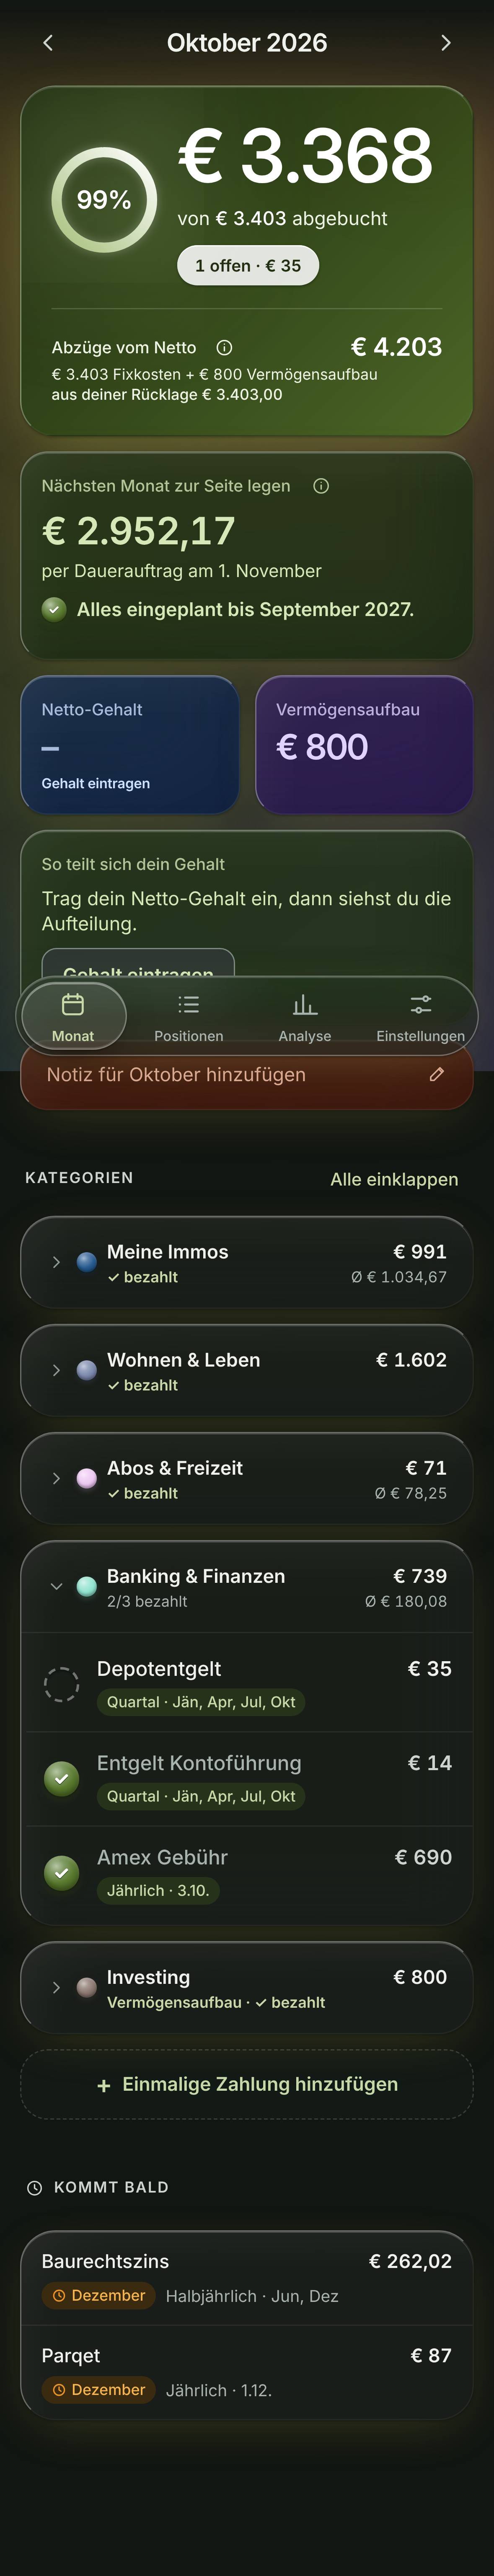 Oktober 2026
99%
€ 3.368
von € 3.403 abgebucht
1 offen · € 35
Abzüge vom Netto
€ 4.203
€ 3.403 Fixkosten + € 800 Vermögensaufbau
aus deiner Rücklage € 3.403,00
Nächsten Monat zur Seite legen
€ 2.952,17
per Dauerauftrag am 1. November
Alles eingeplant bis September 2027.
Netto-Gehalt
–
Gehalt eintragen
Vermögensaufbau
€ 800
So teilt sich dein Gehalt
Trag dein Netto-Gehalt ein, dann siehst du die
Aufteilung.
Gehalt eintragen
Monat
Positionen
Analyse
Einstellungen
Notiz für Oktober hinzufügen
KATEGORIEN
Alle einklappen
Meine Immos
€ 991
✓ bezahlt
Ø € 1.034,67
Wohnen & Leben
€ 1.602
✓ bezahlt
Abos & Freizeit
€ 71
✓ bezahlt
Ø € 78,25
Banking & Finanzen
€ 739
2/3 bezahlt
Ø € 180,08
Depotentgelt
€ 35
Quartal · Jän, Apr, Jul, Okt
Entgelt Kontoführung
€ 14
Quartal · Jän, Apr, Jul, Okt
Amex Gebühr
€ 690
Jährlich · 3.10.
Investing
€ 800
Vermögensaufbau · ✓ bezahlt
+ Einmalige Zahlung hinzufügen
KOMMT BALD
Baurechtszins
€ 262,02
Dezember
Halbjährlich · Jun, Dez
Parqet
€ 87
Dezember
Jährlich · 1.12.